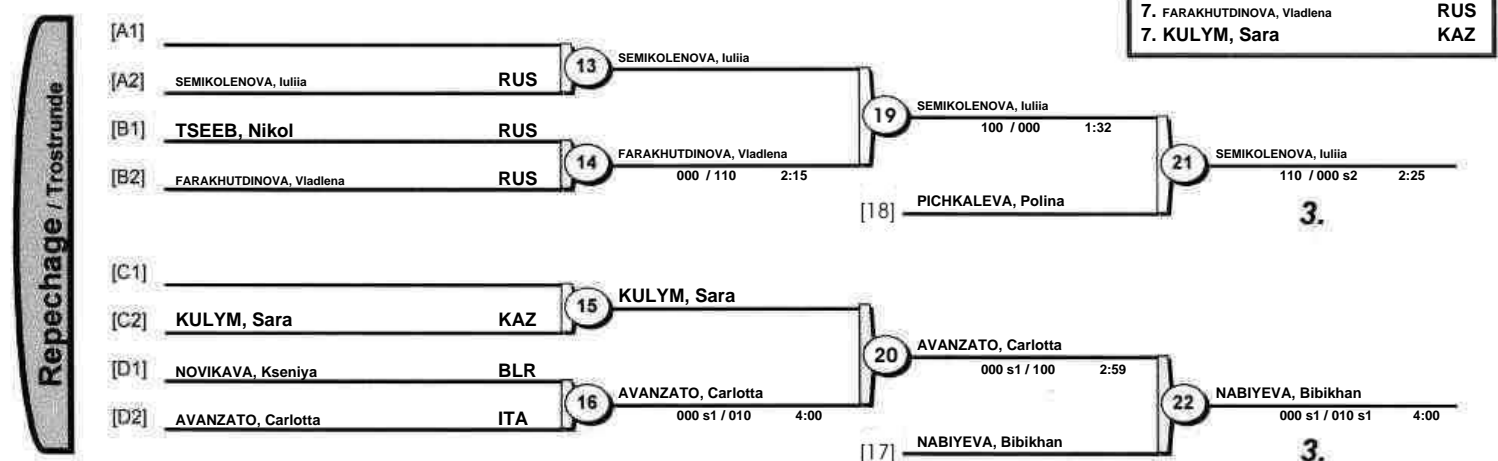 7. FARAKHUTDINOVA, Vladlena RUS
7. KULYM, Sara KAZ
Repechage / Trostrunde
[A1]
[A2] SEMIKOLENOVA, Iuliia RUS
13 SEMIKOLENOVA, Iuliia
[B1] TSEEB, Nikol RUS
[B2] FARAKHUTDINOVA, Vladlena RUS
14 FARAKHUTDINOVA, Vladlena
000 / 110 2:15
19 SEMIKOLENOVA, Iuliia
100 / 000 1:32
[18] PICHKALEVA, Polina
21 SEMIKOLENOVA, Iuliia
110 / 000 s2 2:25
3.
[C1]
[C2] KULYM, Sara KAZ
15 KULYM, Sara
[D1] NOVIKAVA, Kseniya BLR
[D2] AVANZATO, Carlotta ITA
16 AVANZATO, Carlotta
000 s1 / 010 4:00
20 AVANZATO, Carlotta
000 s1 / 100 2:59
[17] NABIYEVA, Bibikhan
22 NABIYEVA, Bibikhan
000 s1 / 010 s1 4:00
3.